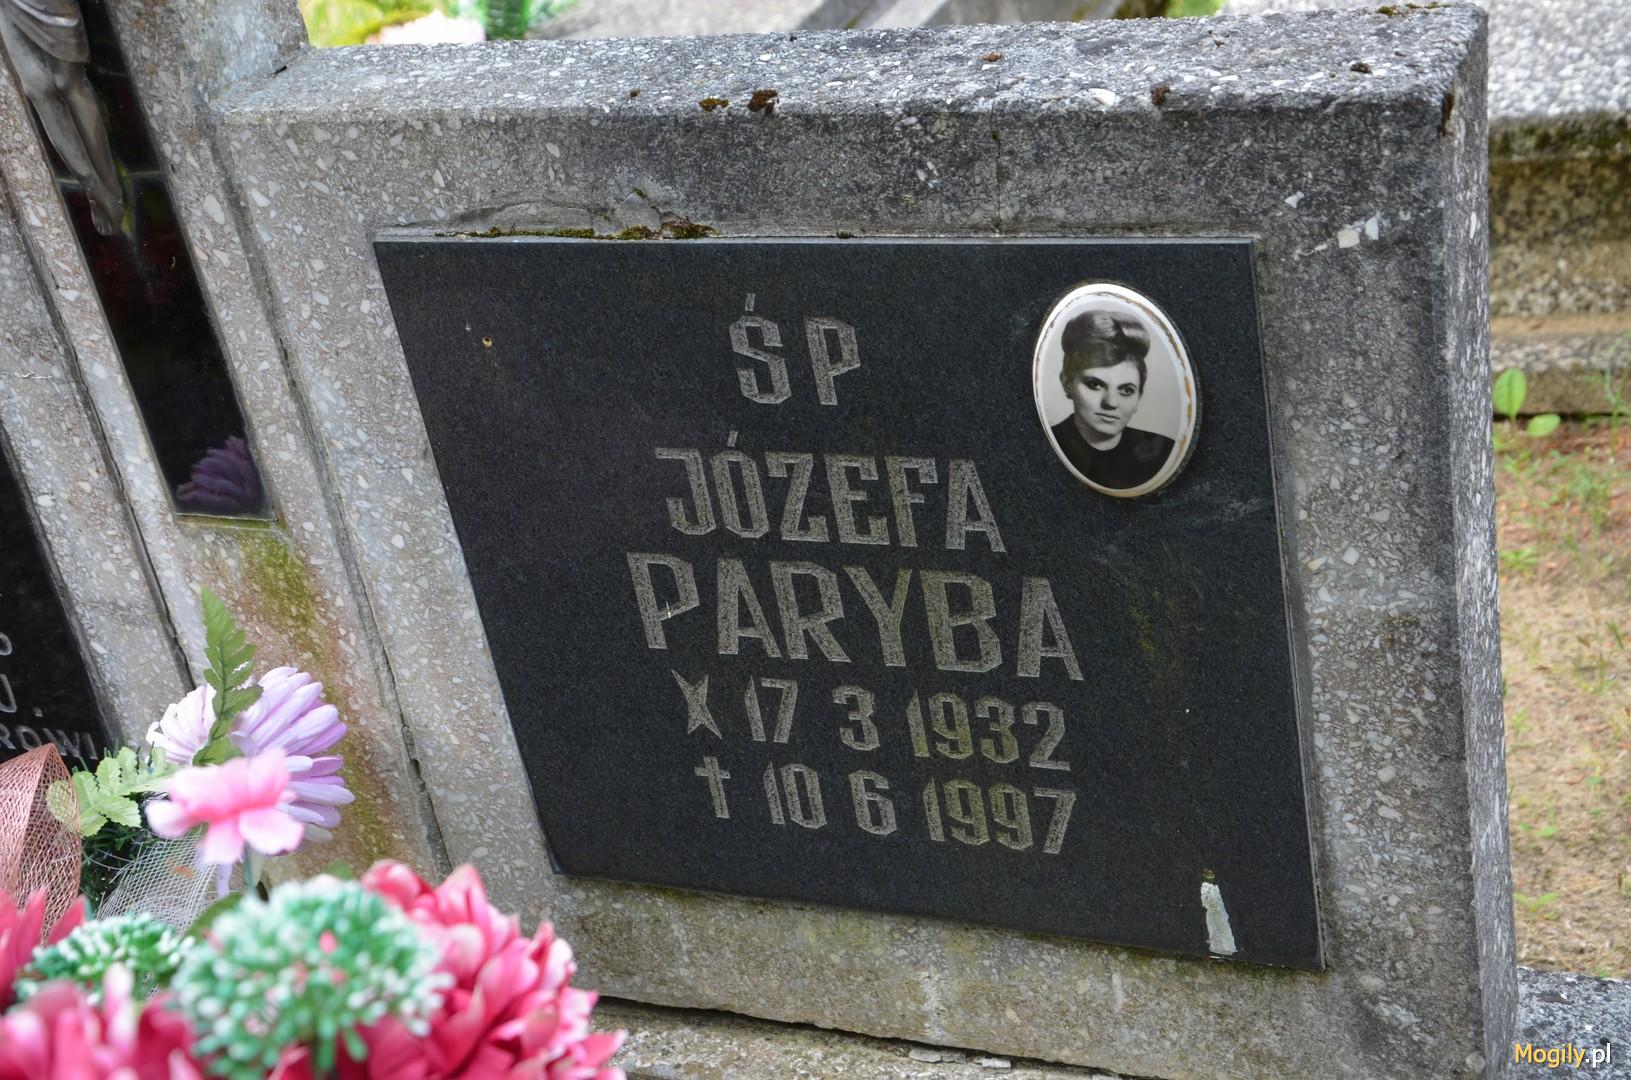 ŚP
JÓZEFA
PARYBA
17 3 1932
† 10 6 1997
U.
Mogily.pl